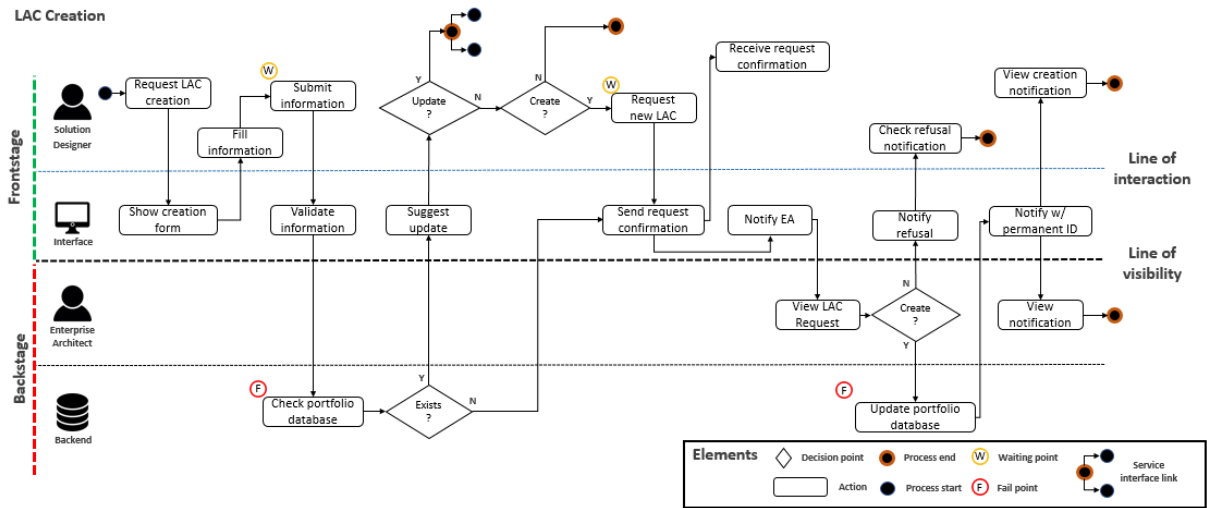 LAC Creation
Frontstage
Backstage
Solution
Designer
Interface
Enterprise
Architect
Backend
Request LAC
creation
Show creation
form
Fill
information
W
Submit
information
Validate
information
F
Check portfolio
database
Exists
?
Y
N
Suggest
update
Update
?
Y
N
Create
?
N
Y
W
Request
new LAC
Send request
confirmation
Receive request
confirmation
Notify EA
View LAC
Request
Create
?
N
Y
Notify
refusal
Check refusal
notification
F
Update portfolio
database
Notify w/
permanent ID
View creation
notification
View
notification
Line of
interaction
Line of
visibility
Elements
Decision point
Process end
W
Waiting point
Service
interface link
Action
Process start
F
Fail point